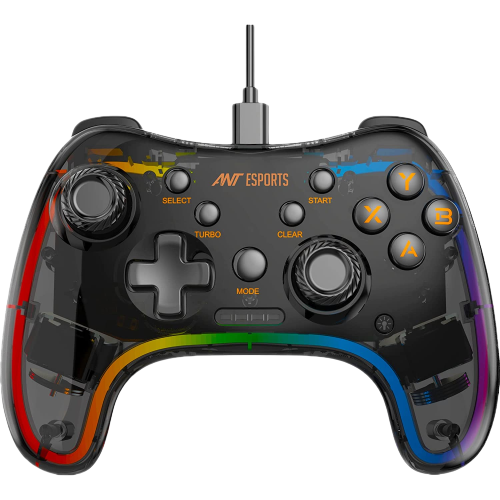 ANT ESPORTS
SELECT
START
TURBO
CLEAR
MODE
Y
X
B
A